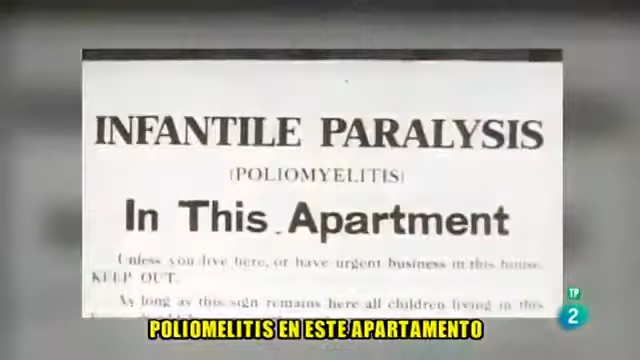 INFANTILE PARALYSIS
(POLIOMYELITIS)
In This Apartment
Unless you live here, or have urgent business in this house,
KEEP OUT.
As long as this sign remains here all children living in this
POLIOMELITIS EN ESTE APARTAMENTO
TP
2